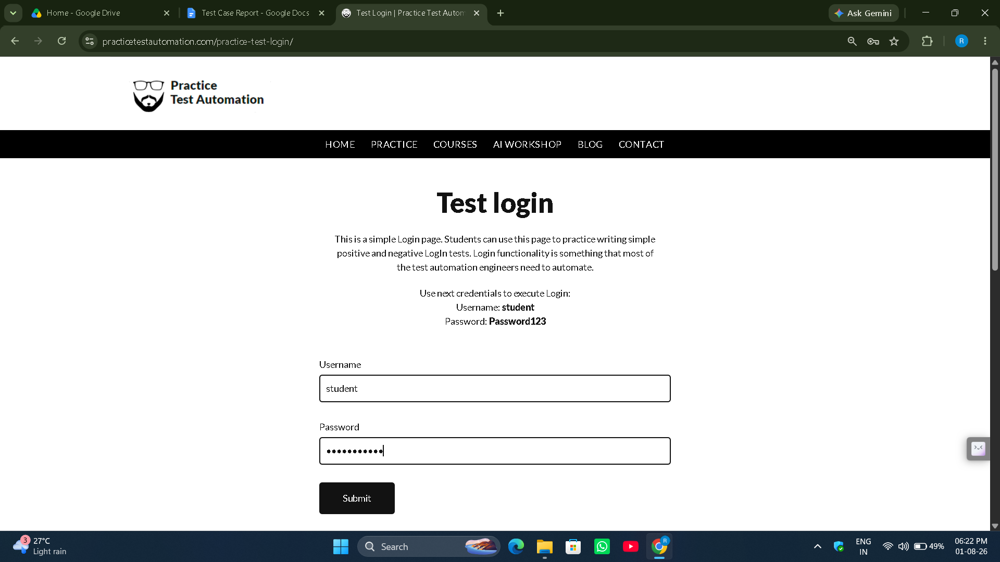 Home - Google Drive
Test Case Report - Google Docs
Test Login | Practice Test Autom
Ask Gemini
practicetestautomation.com/practice-test-login/
R
Practice
Test Automation
HOME PRACTICE COURSES AI WORKSHOP BLOG CONTACT
Test login
This is a simple Login page. Students can use this page to practice writing simple
positive and negative LogIn tests. Login functionality is something that most of
the test automation engineers need to automate.
Use next credentials to execute Login:
Username: student
Password: Password123
Username
student
Password
•••••••••••
Submit
3
27°C
Light rain
Search
R
ENG
IN
49%
06:22 PM
01-08-26